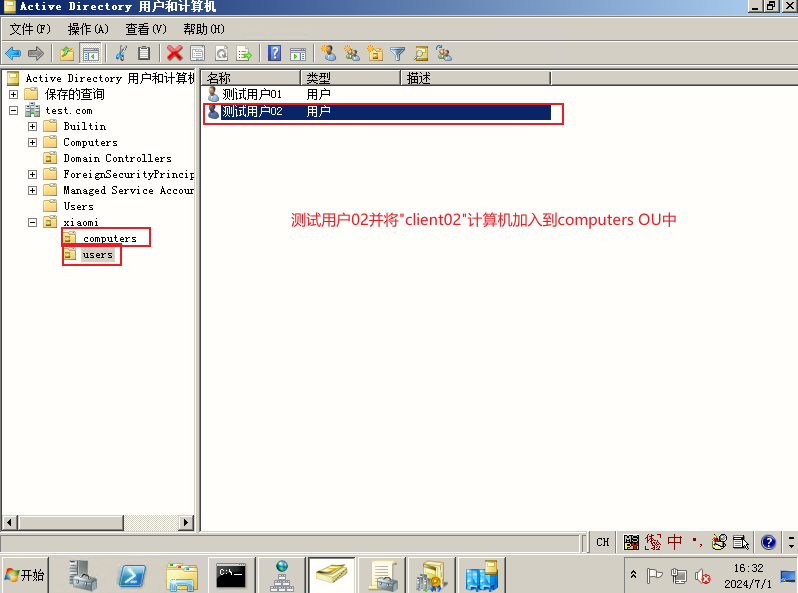 Active Directory 用户和计算机
文件(F) 操作(A) 查看(V) 帮助(H)
Active Directory 用户和计算机
保存的查询
test.com
Builtin
Computers
Domain Controllers
ForeignSecurityPrincip
Managed Service Accoun
Users
xiaomi
computers
users
名称 类型 描述
测试用户01 用户
测试用户02 用户
测试用户02并将"client02"计算机加入到computers OU中
CH 中
开始
C:\_
16:32
2024/7/1